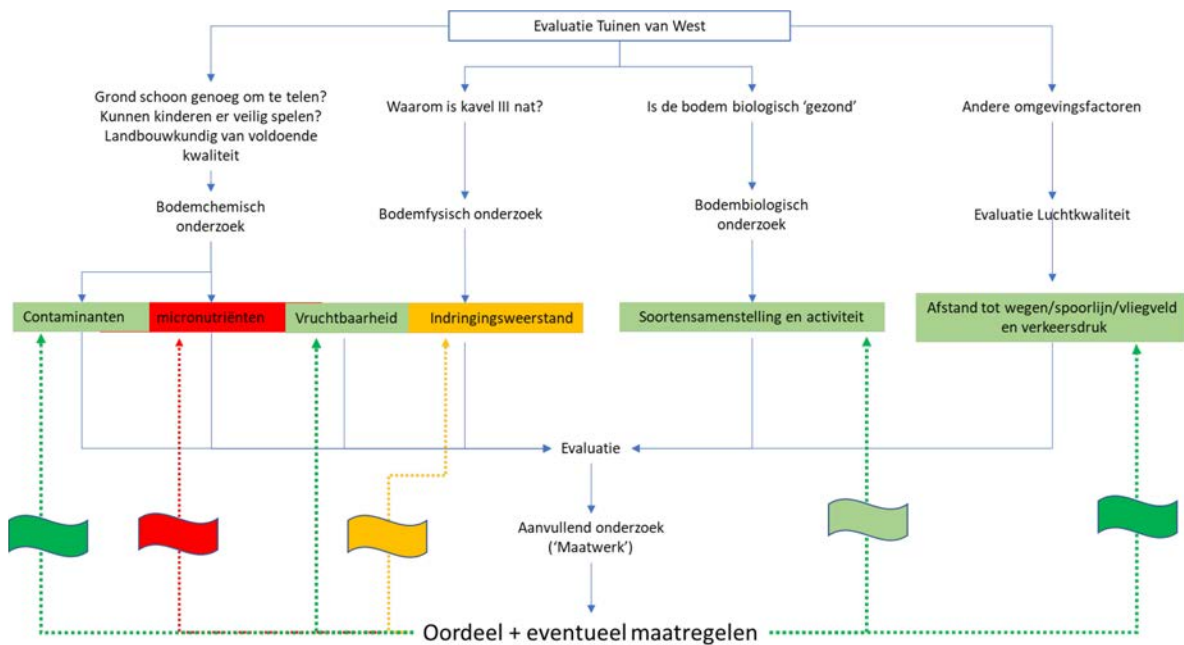 Evaluatie Tuinen van West
Grond schoon genoeg om te telen?
Kunnen kinderen er veilig spelen?
Landbouwkundig van voldoende
kwaliteit
Waarom is kavel III nat?
Is de bodem biologisch ‘gezond’
Andere omgevingsfactoren
Bodemchemisch
onderzoek
Bodemfysisch onderzoek
Bodembiologisch
onderzoek
Evaluatie Luchtkwaliteit
Contaminanten
micronutriënten
Vruchtbaarheid
Indringingsweerstand
Soortensamenstelling en activiteit
Afstand tot wegen/spoorlijn/vliegveld
en verkeersdruk
Evaluatie
Aanvullend onderzoek
(‘Maatwerk’)
Oordeel + eventueel maatregelen